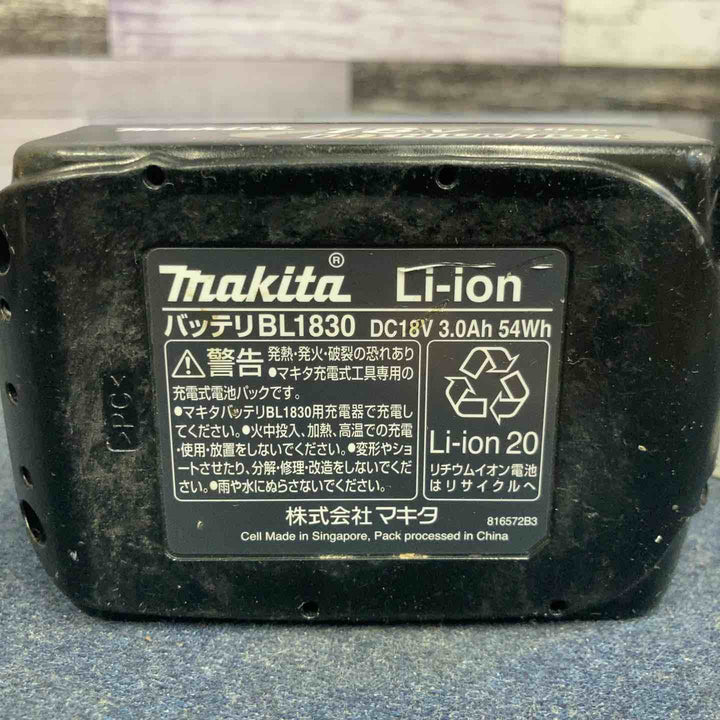 makita
makita®
Li-ion
バッテリBL1830 DC18V 3.0Ah 54Wh
警告 発熱・発火・破裂の恐れあり
●マキタ充電式工具専用の
充電式電池パックです。
●マキタバッテリBL1830用充電器で充電し
てください。●火中投入、加熱、高温での充電
・使用・放置をしないでください。●変形やショ
ートさせたり、分解・修理・改造をしないでくだ
さい。●雨や水にぬらさないでください。
Li-ion 20
リチウムイオン電池
はリサイクルへ
株式会社マキタ
816572B3
Cell Made in Singapore, Pack processed in China
>PC<